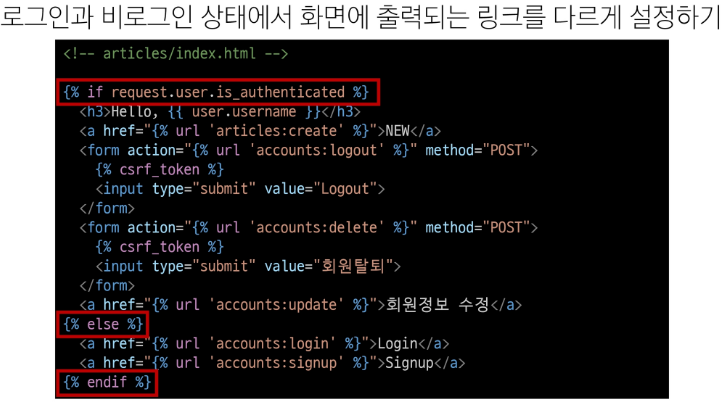 로그인과 비로그인 상태에서 화면에 출력되는 링크를 다르게 설정하기
<!-- articles/index.html -->
{% if request.user.is_authenticated %}
<h3>Hello, {{ user.username }}</h3>
<a href="{% url 'articles:create' %}">NEW</a>
<form action="{% url 'accounts:logout' %}" method="POST">
{% csrf_token %}
<input type="submit" value="Logout">
</form>
<form action="{% url 'accounts:delete' %}" method="POST">
{% csrf_token %}
<input type="submit" value="회원탈퇴">
</form>
<a href="{% url 'accounts:update' %}">회원정보 수정</a>
{% else %}
<a href="{% url 'accounts:login' %}">Login</a>
<a href="{% url 'accounts:signup' %}">Signup</a>
{% endif %}